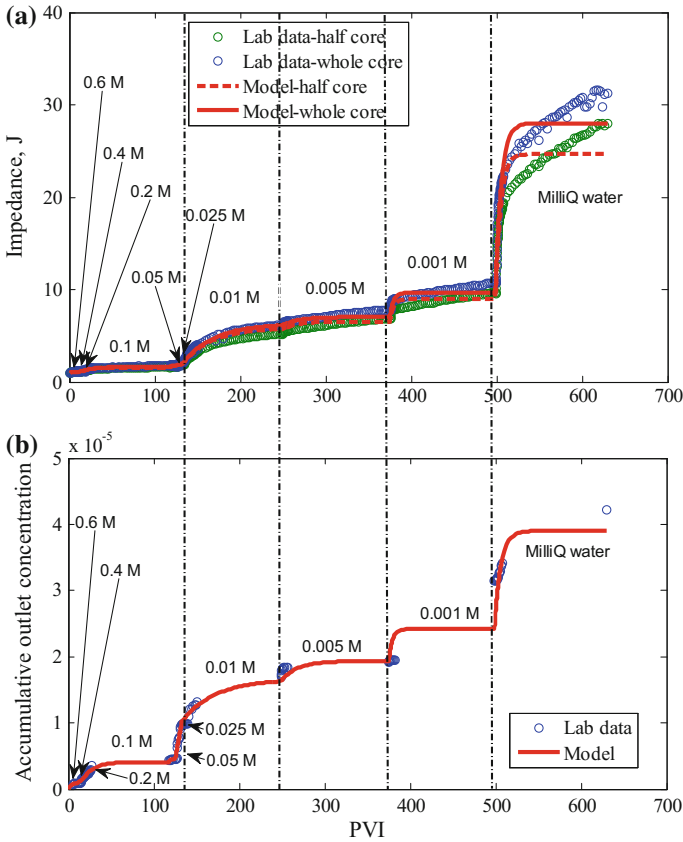 (a)
40
30
20
10
0
Impedance, J
Lab data-half core
Lab data-whole core
Model-half core
Model-whole core
0.6 M
0.4 M
0.2 M
0.025 M
0.05 M
0.01 M
0.005 M
0.001 M
0.1 M
MilliQ water
0 100 200 300 400 500 600 700
(b)
x 10⁻⁵
5
4
3
2
1
0
Accumulative outlet concentration
0.6 M
0.4 M
MilliQ water
0.001 M
0.005 M
0.01 M
0.1 M
0.025 M
0.05 M
0.2 M
Lab data
Model
0 100 200 300 400 500 600 700
PVI